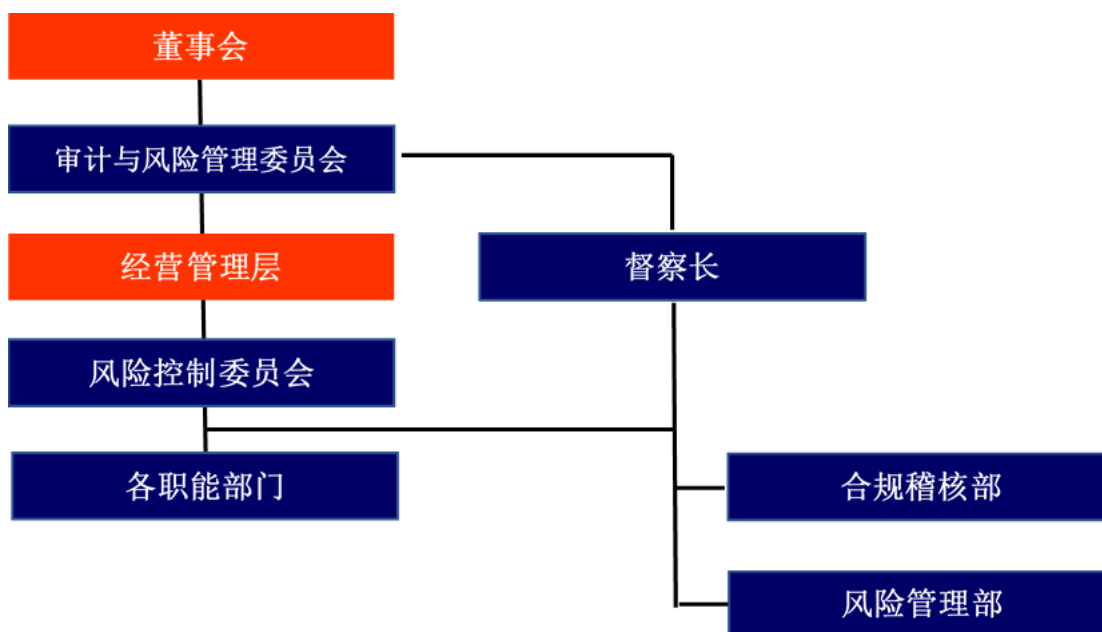 董事会
审计与风险管理委员会
经营管理层
督察长
风险控制委员会
各职能部门
合规稽核部
风险管理部